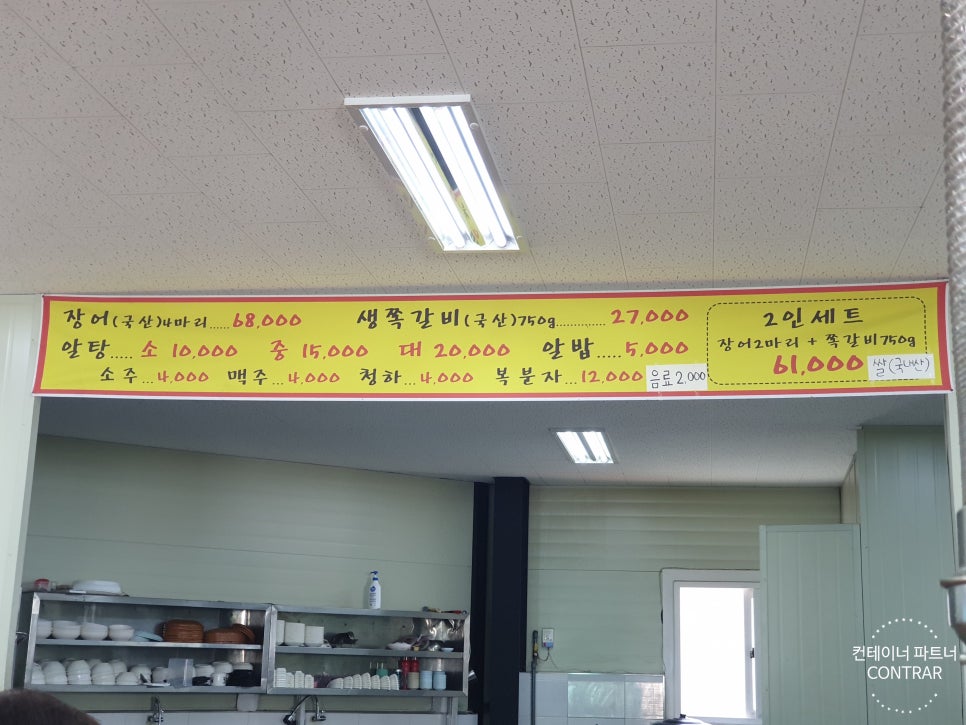 장어(국산)4마리.....68,000 생쪽갈비(국산)750g............27,000
알탕..... 소 10,000 중 15,000 대 20,000 알밥.....5,000
소주...4,000 맥주...4,000 청하...4,000 복분자...12,000 음료 2.000
2인세트
장어2마리 + 쪽갈비750g
61,000 쌀(국내산)
컨테이너 파트너
CONTRAR